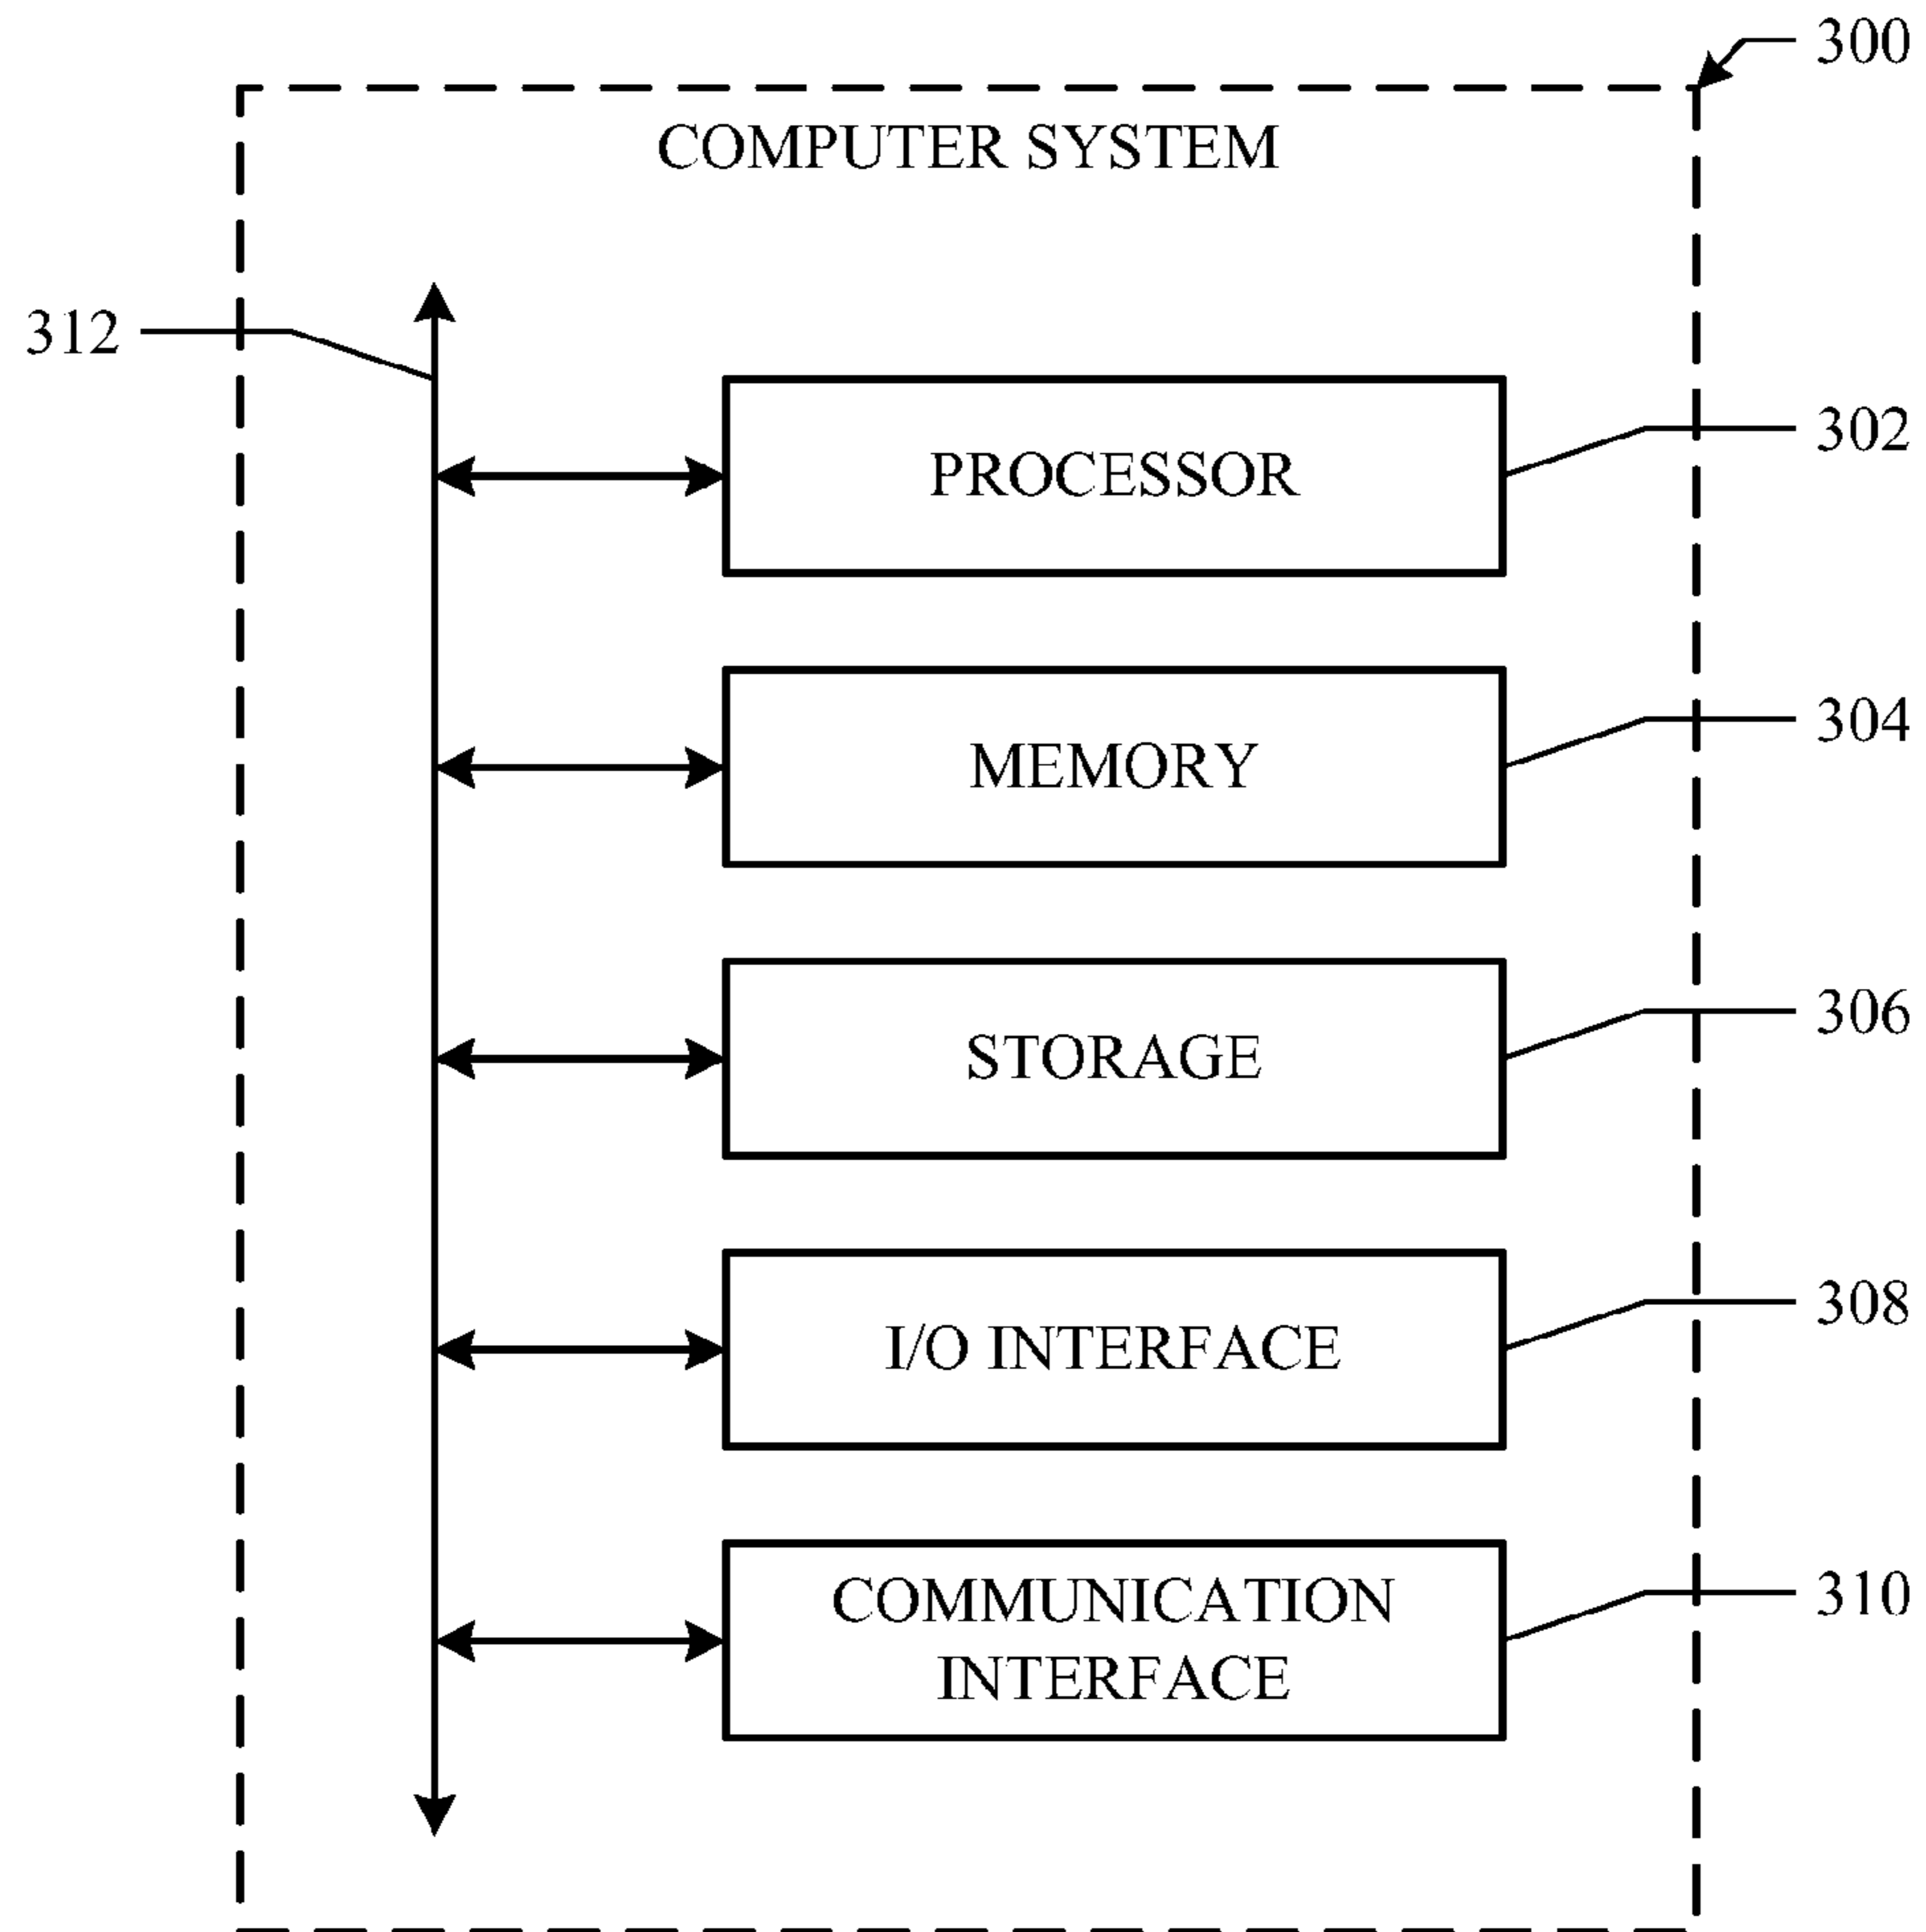 300
COMPUTER SYSTEM
312
PROCESSOR
302
MEMORY
304
STORAGE
306
I/O INTERFACE
308
COMMUNICATION
INTERFACE
310